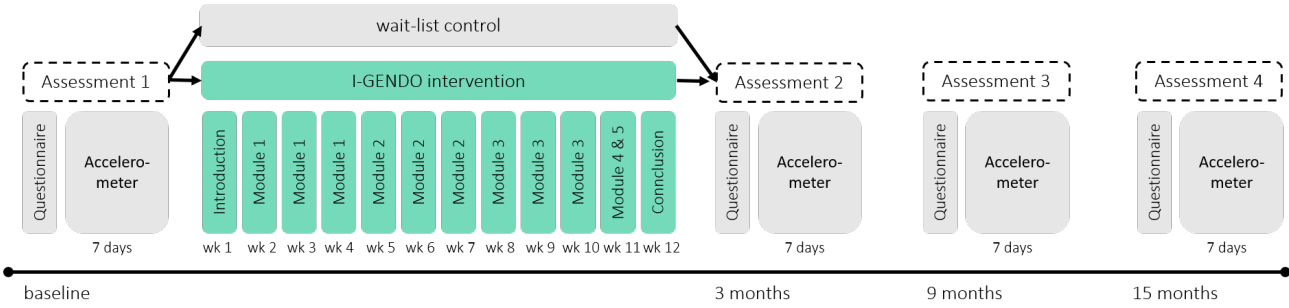 wait-list control
Assessment 1
I-GENDO intervention
Assessment 2
Assessment 3
Assessment 4
Questionnaire
Accelero-
meter
Introduction
Module 1
Module 1
Module 1
Module 2
Module 2
Module 2
Module 3
Module 3
Module 3
Module 4 & 5
Connclusion
Questionnaire
Accelero-
meter
Questionnaire
Accelero-
meter
Questionnaire
Accelero-
meter
7 days
wk 1
wk 2
wk 3
wk 4
wk 5
wk 6
wk 7
wk 8
wk 9
wk 10
wk 11
wk 12
7 days
7 days
7 days
baseline
3 months
9 months
15 months